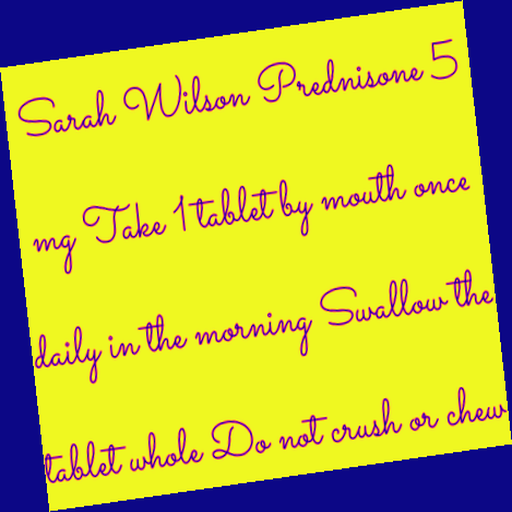 Sarah Wilson Prednisone 5
mg Take 1 tablet by mouth once
daily in the morning Swallow the
tablet whole Do not crush or chew